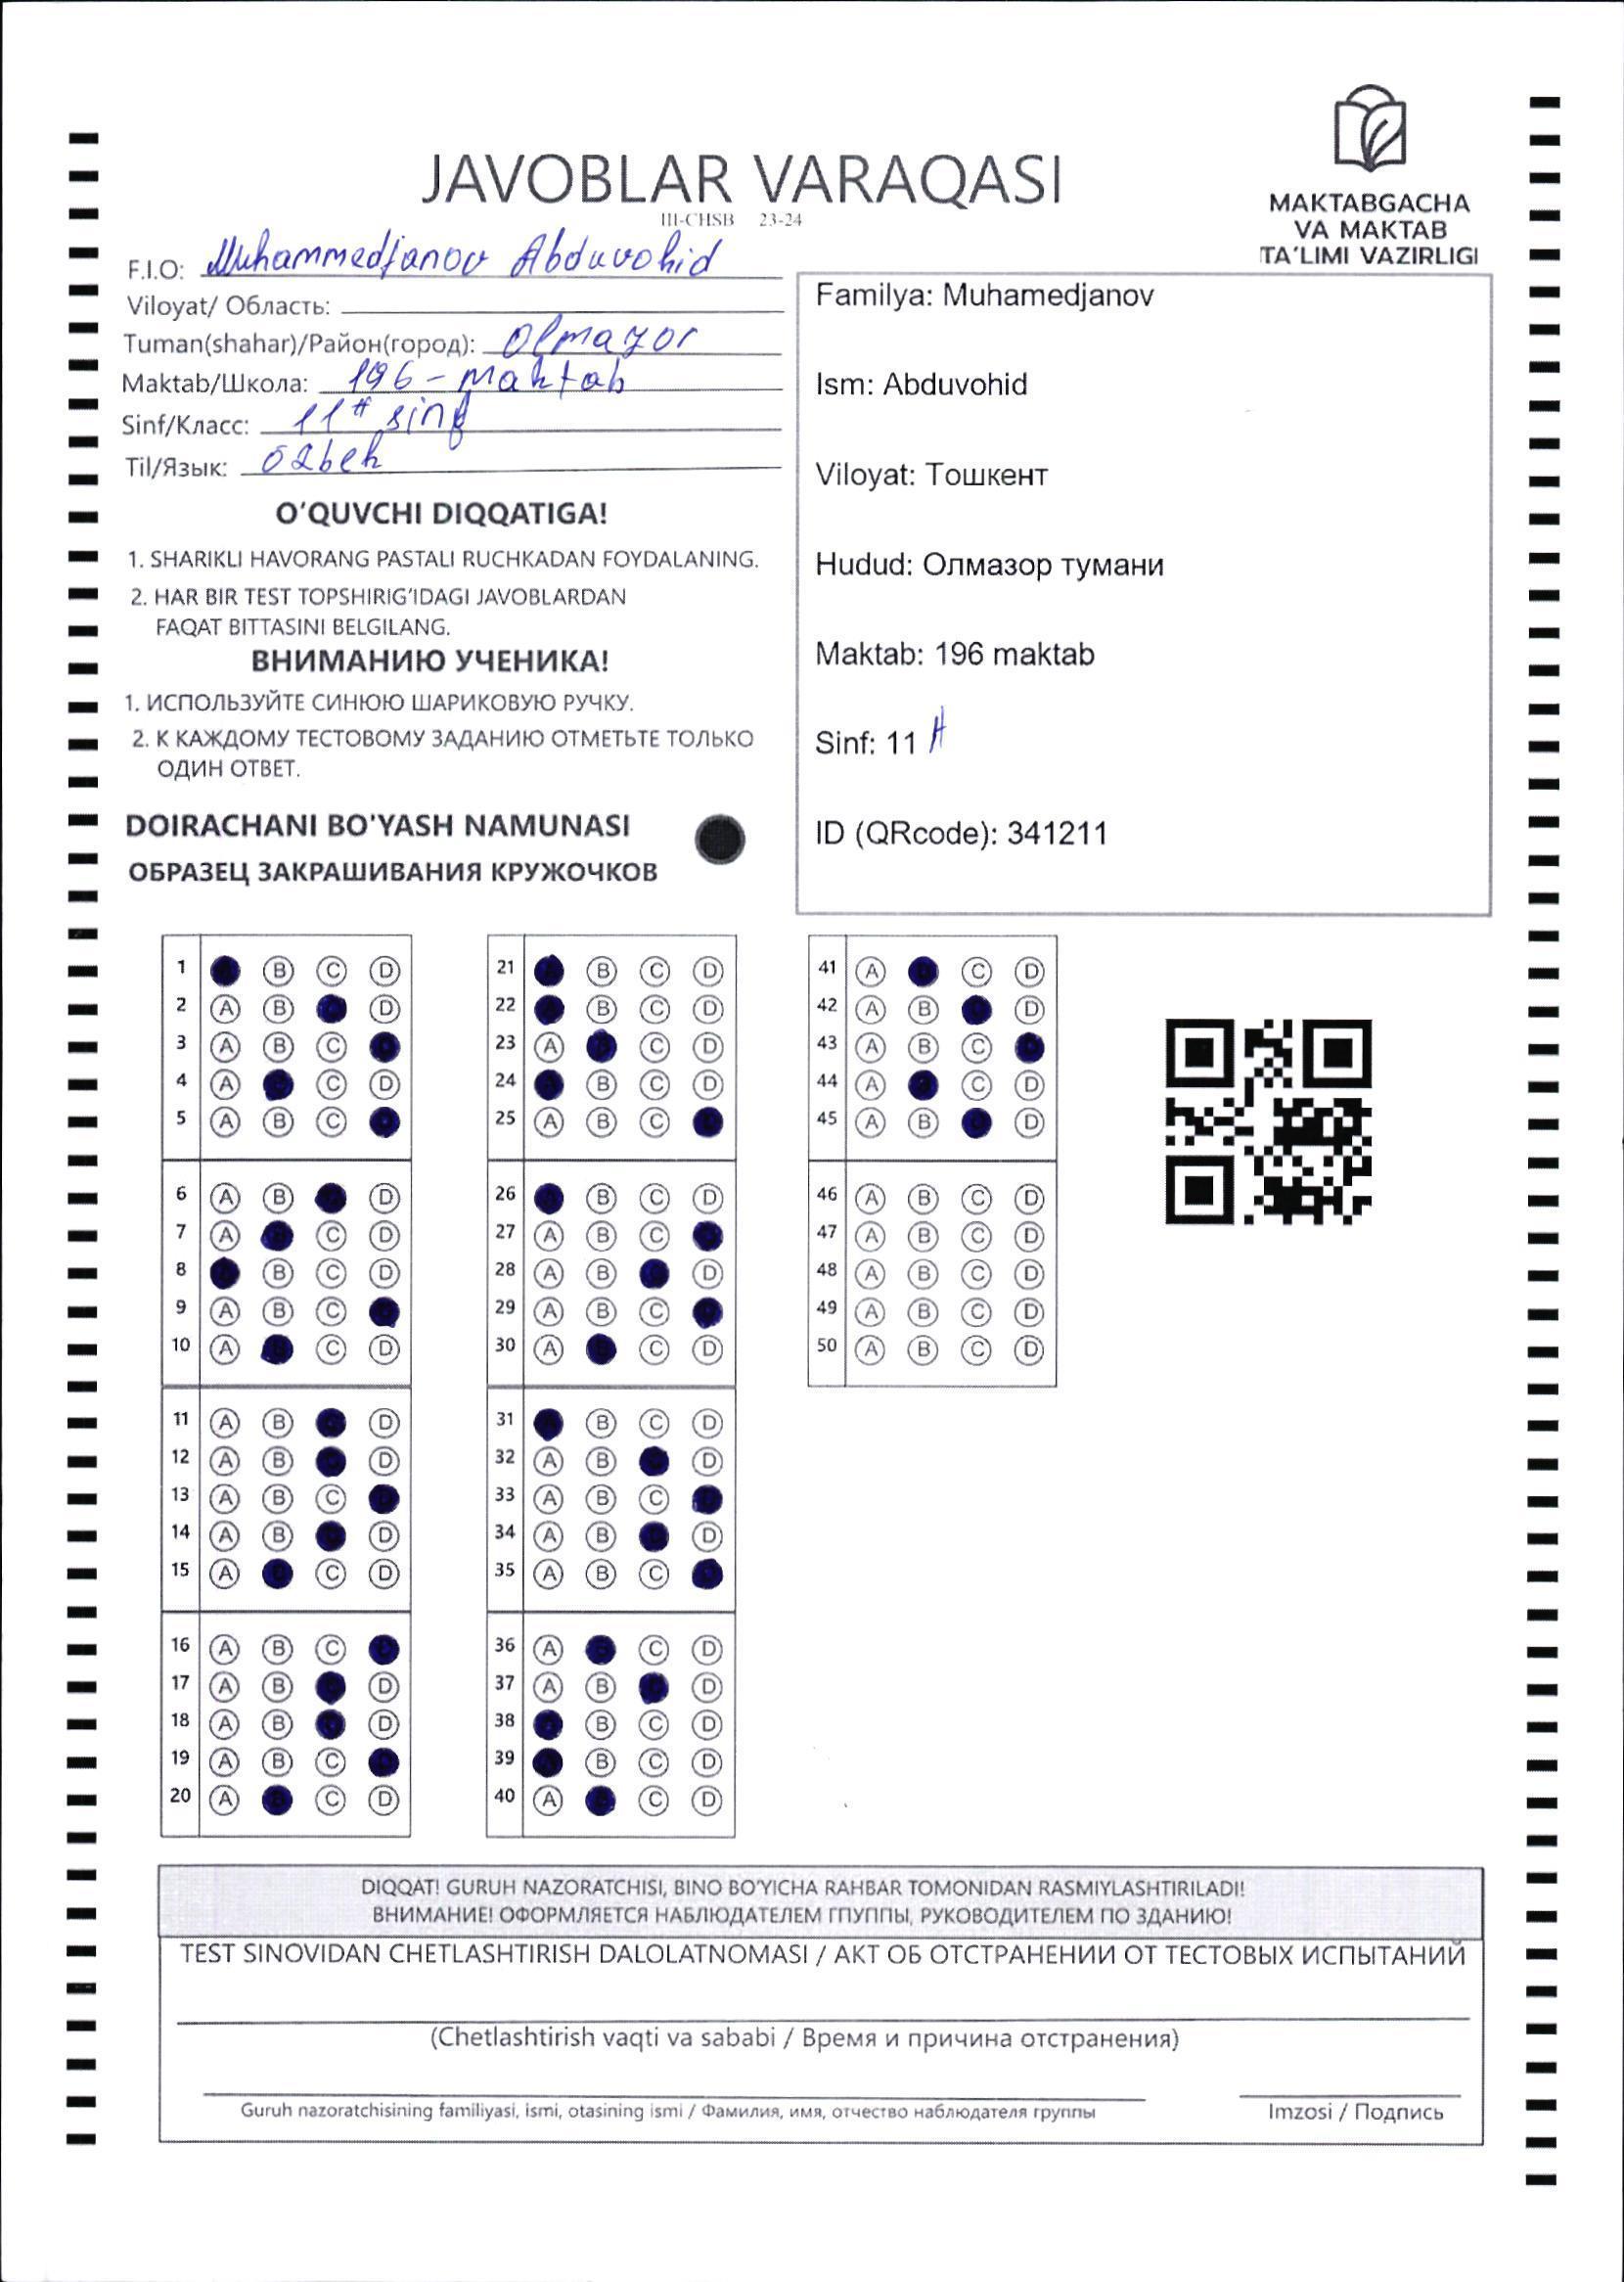 JAVOBLAR VARAQASI
III-CHSB 23-24
MAKTABGACHA
VA MAKTAB
TA'LIMI VAZIRLIGI
F.I.O: Muhammedjanov Abduvohid
Viloyat/ Область:
Tuman(shahar)/Район(город): Olmazor
Maktab/Школа: 196-maktab
Sinf/Класс: 11 sinf
Til/Язык: özbek
O'QUVCHI DIQQATIGA!
1. SHARIKLI HAVORANG PASTALI RUCHKADAN FOYDALANING.
2. HAR BIR TEST TOPSHIRIG'IDAGI JAVOBLARDAN
FAQAT BITTASINI BELGILANG.
ВНИМАНИЮ УЧЕНИКА!
1. ИСПОЛЬЗУЙТЕ СИНЮЮ ШАРИКОВУЮ РУЧКУ.
2. К КАЖДОМУ ТЕСТОВОМУ ЗАДАНИЮ ОТМЕТЬТЕ ТОЛЬКО
ОДИН ОТВЕТ.
DOIRACHANI BO'YASH NAMUNASI
ОБРАЗЕЦ ЗАКРАШИВАНИЯ КРУЖОЧКОВ
Familya: Muhamedjanov
Ism: Abduvohid
Viloyat: Тошкент
Hudud: Олмазор тумани
Maktab: 196 maktab
Sinf: 11 A
ID (QRcode): 341211
1 B C D
2 A B D
3 A B C
4 A C D
5 A B C
6 A B D
7 A C D
8 B C D
9 A B C
10 A C D
11 A B D
12 A B D
13 A B C
14 A B D
15 A C D
16 A B C
17 A B D
18 A B D
19 A B C
20 A C D
21 B C D
22 B C D
23 A C D
24 B C D
25 A B C
26 B C D
27 A B C
28 A B D
29 A B C
30 A C D
31 B C D
32 A B D
33 A B C
34 A B D
35 A B C
36 A C D
37 A B D
38 B C D
39 B C D
40 A C D
41 A C D
42 A B D
43 A B C
44 A C D
45 A B D
46 A B C D
47 A B C D
48 A B C D
49 A B C D
50 A B C D
DIQQAT! GURUH NAZORATCHISI, BINO BO'YICHA RAHBAR TOMONIDAN RASMIYLASHTIRILADI!
ВНИМАНИЕ! ОФОРМЛЯЕТСЯ НАБЛЮДАТЕЛЕМ ГПУППЫ, РУКОВОДИТЕЛЕМ ПО ЗДАНИЮ!
TEST SINOVIDAN CHETLASHTIRISH DALOLATNOMASI / АКТ ОБ ОТСТРАНЕНИИ ОТ ТЕСТОВЫХ ИСПЫТАНИЙ
(Chetlashtirish vaqti va sababi / Время и причина отстранения)
Guruh nazoratchisining familiyasi, ismi, otasining ismi / Фамилия, имя, отчество наблюдателя группы
Imzosi / Подпись